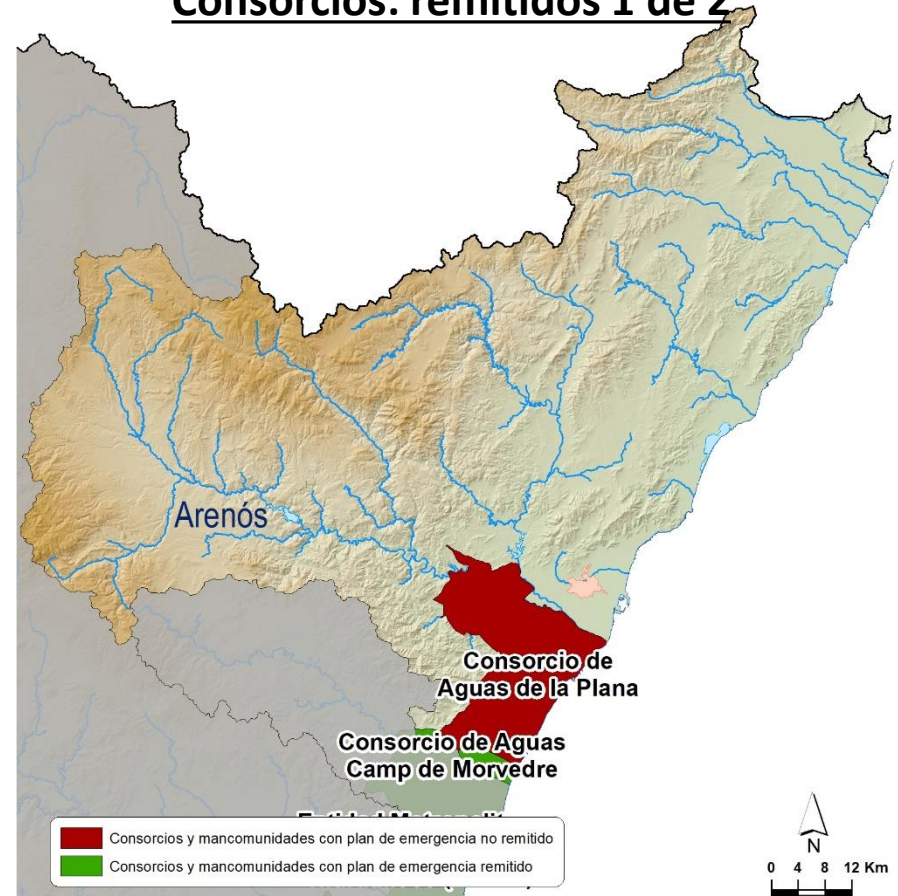 Consorcios: remitidos 1 de 2
Arenós
Consorcio de
Aguas de la Plana
Consorcio de Aguas
Camp de Morvedre
Consorcios y mancomunidades con plan de emergencia no remitido
Consorcios y mancomunidades con plan de emergencia remitido
N
0 4 8 12 Km